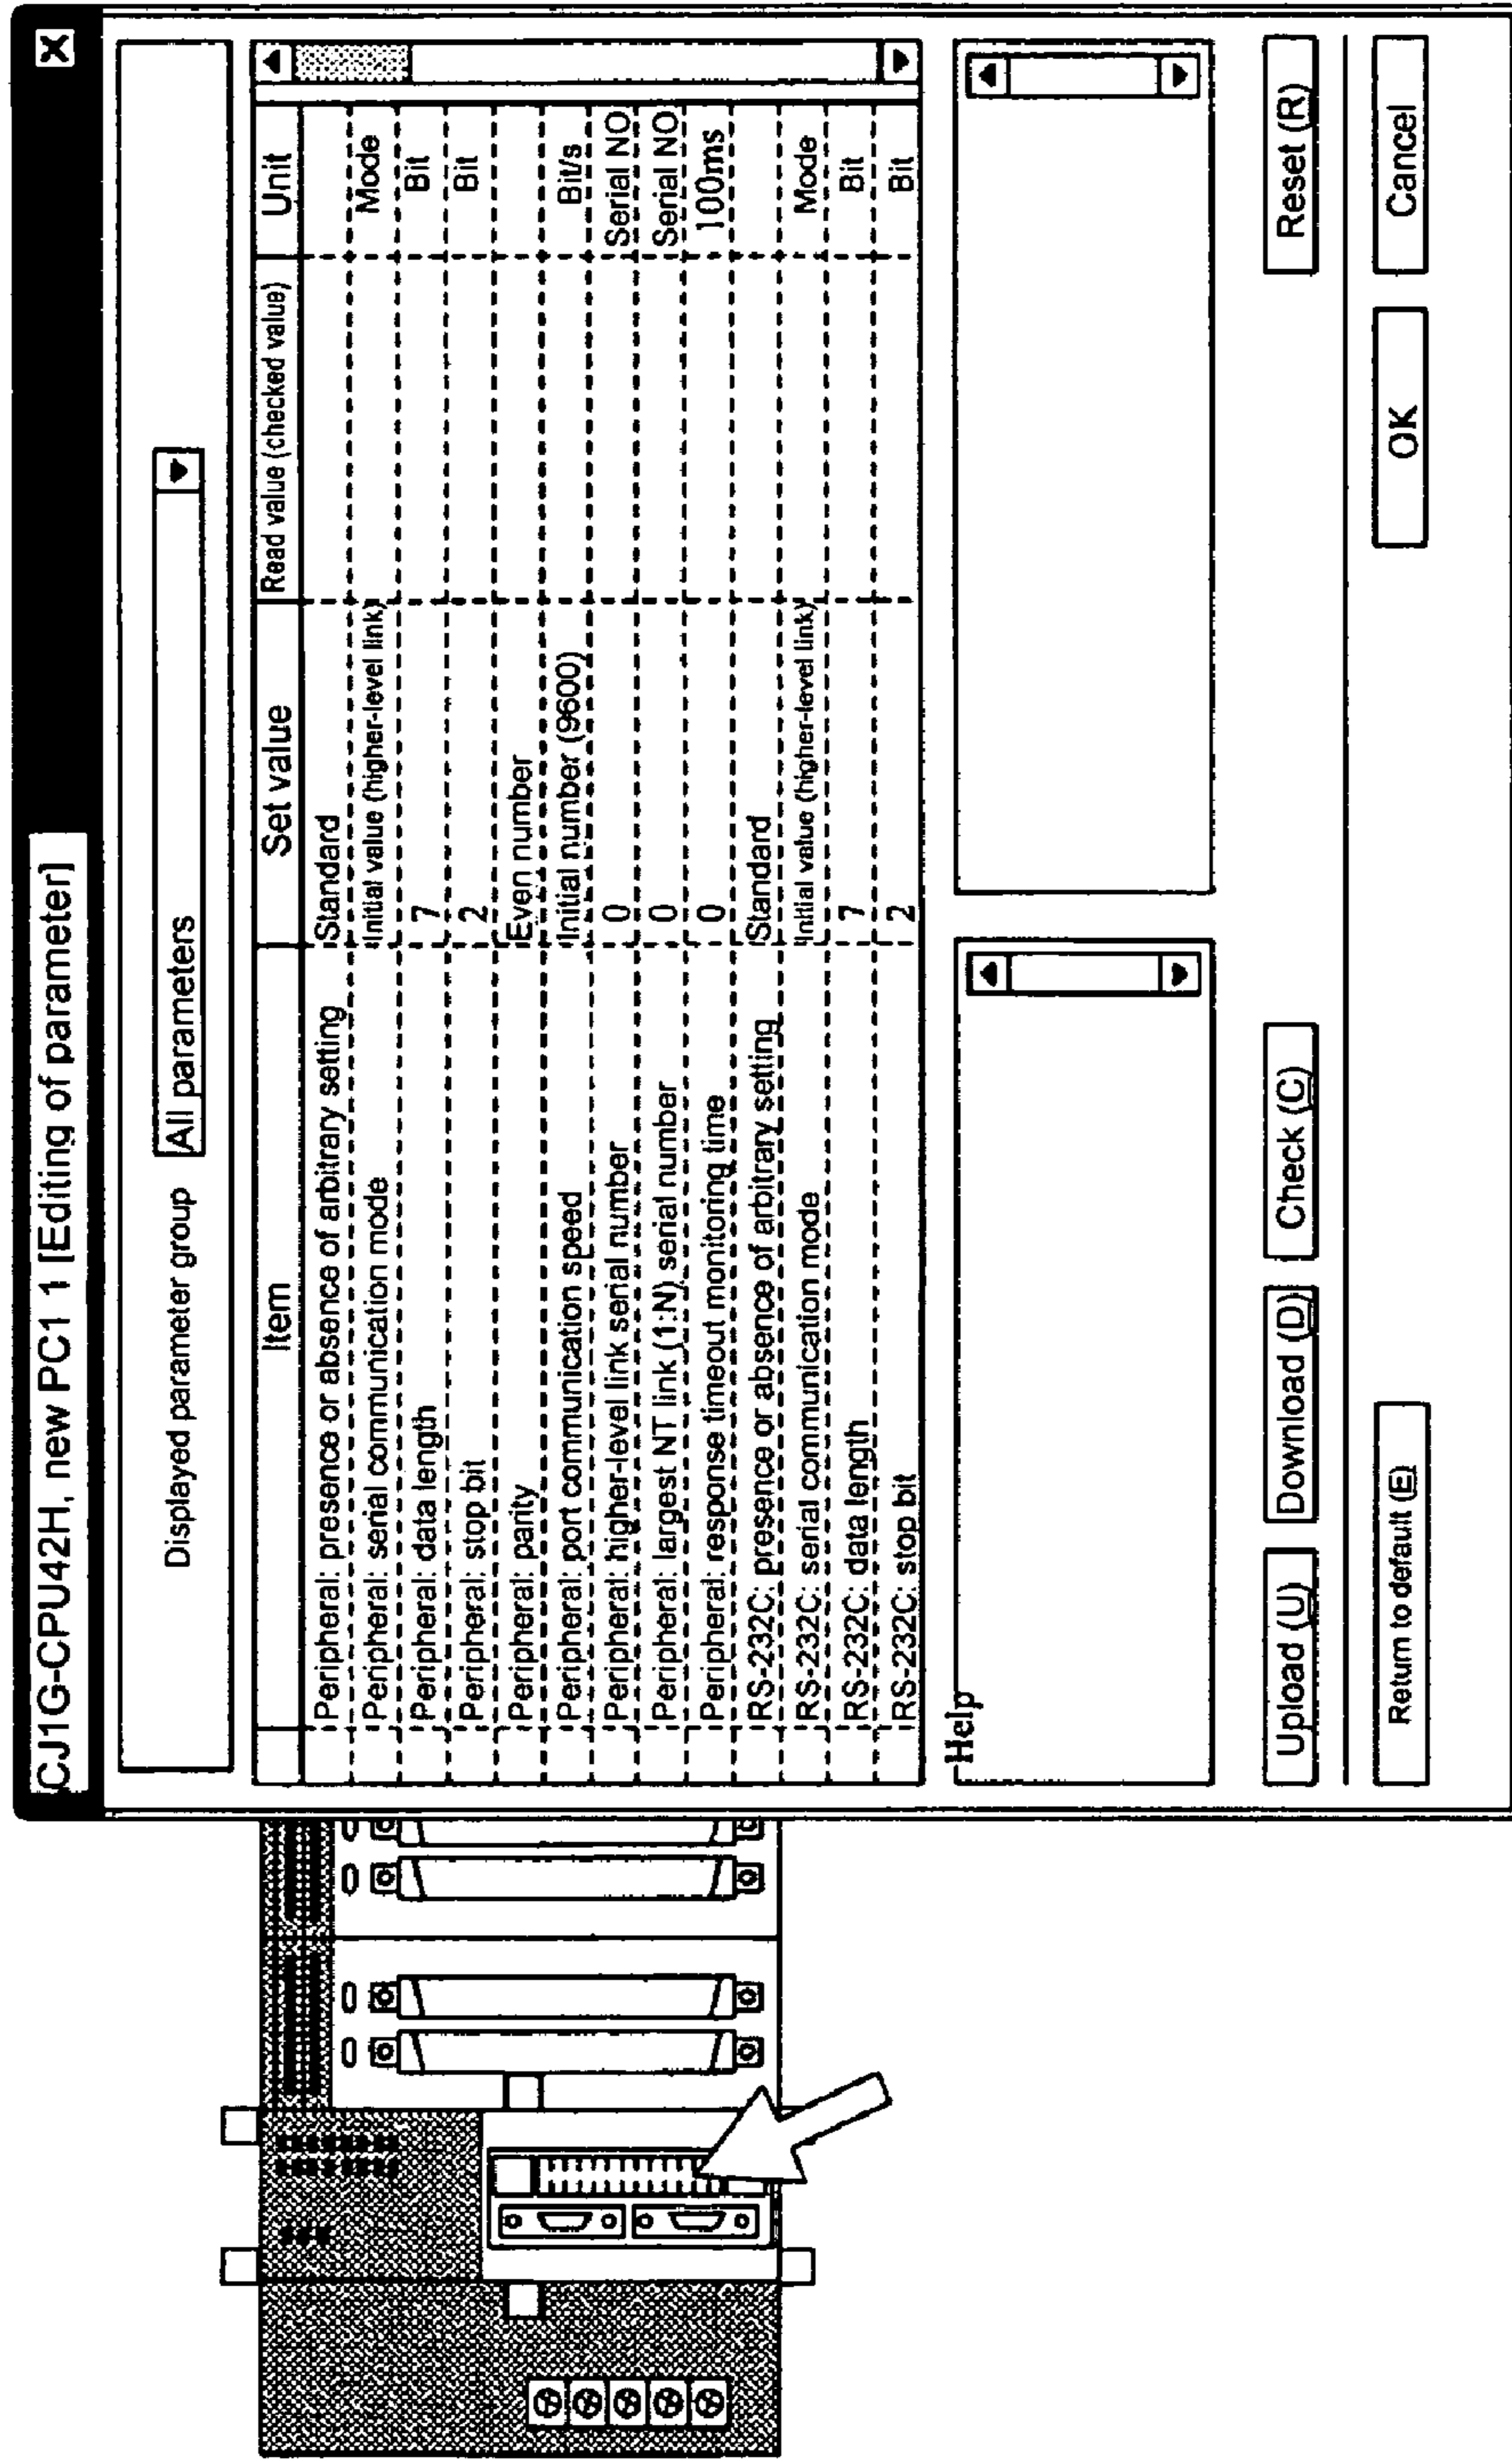 CJ1G-CPU42H, new PC1 1 [Editing of parameter] X
Displayed parameter group All parameters
Item Set value Read value (checked value) Unit
Peripheral: presence or absence of arbitrary setting Standard
Peripheral: serial communication mode Initial value (higher-level link) Mode
Peripheral: data length 7 Bit
Peripheral: stop bit 2 Bit
Peripheral: parity Even number
Peripheral: port communication speed Initial number (9600) Bit/s
Peripheral: higher-level link serial number 0 Serial NO
Peripheral: largest NT link (1:N) serial number 0 Serial NO
Peripheral: response timeout monitoring time 0 100ms
RS-232C: presence or absence of arbitrary setting Standard
RS-232C: serial communication mode Initial value (higher-level link) Mode
RS-232C: data length 7 Bit
RS-232C: stop bit 2 Bit
Help
Upload (U) Download (D) Check (C) Reset (R)
Return to default (E) OK Cancel